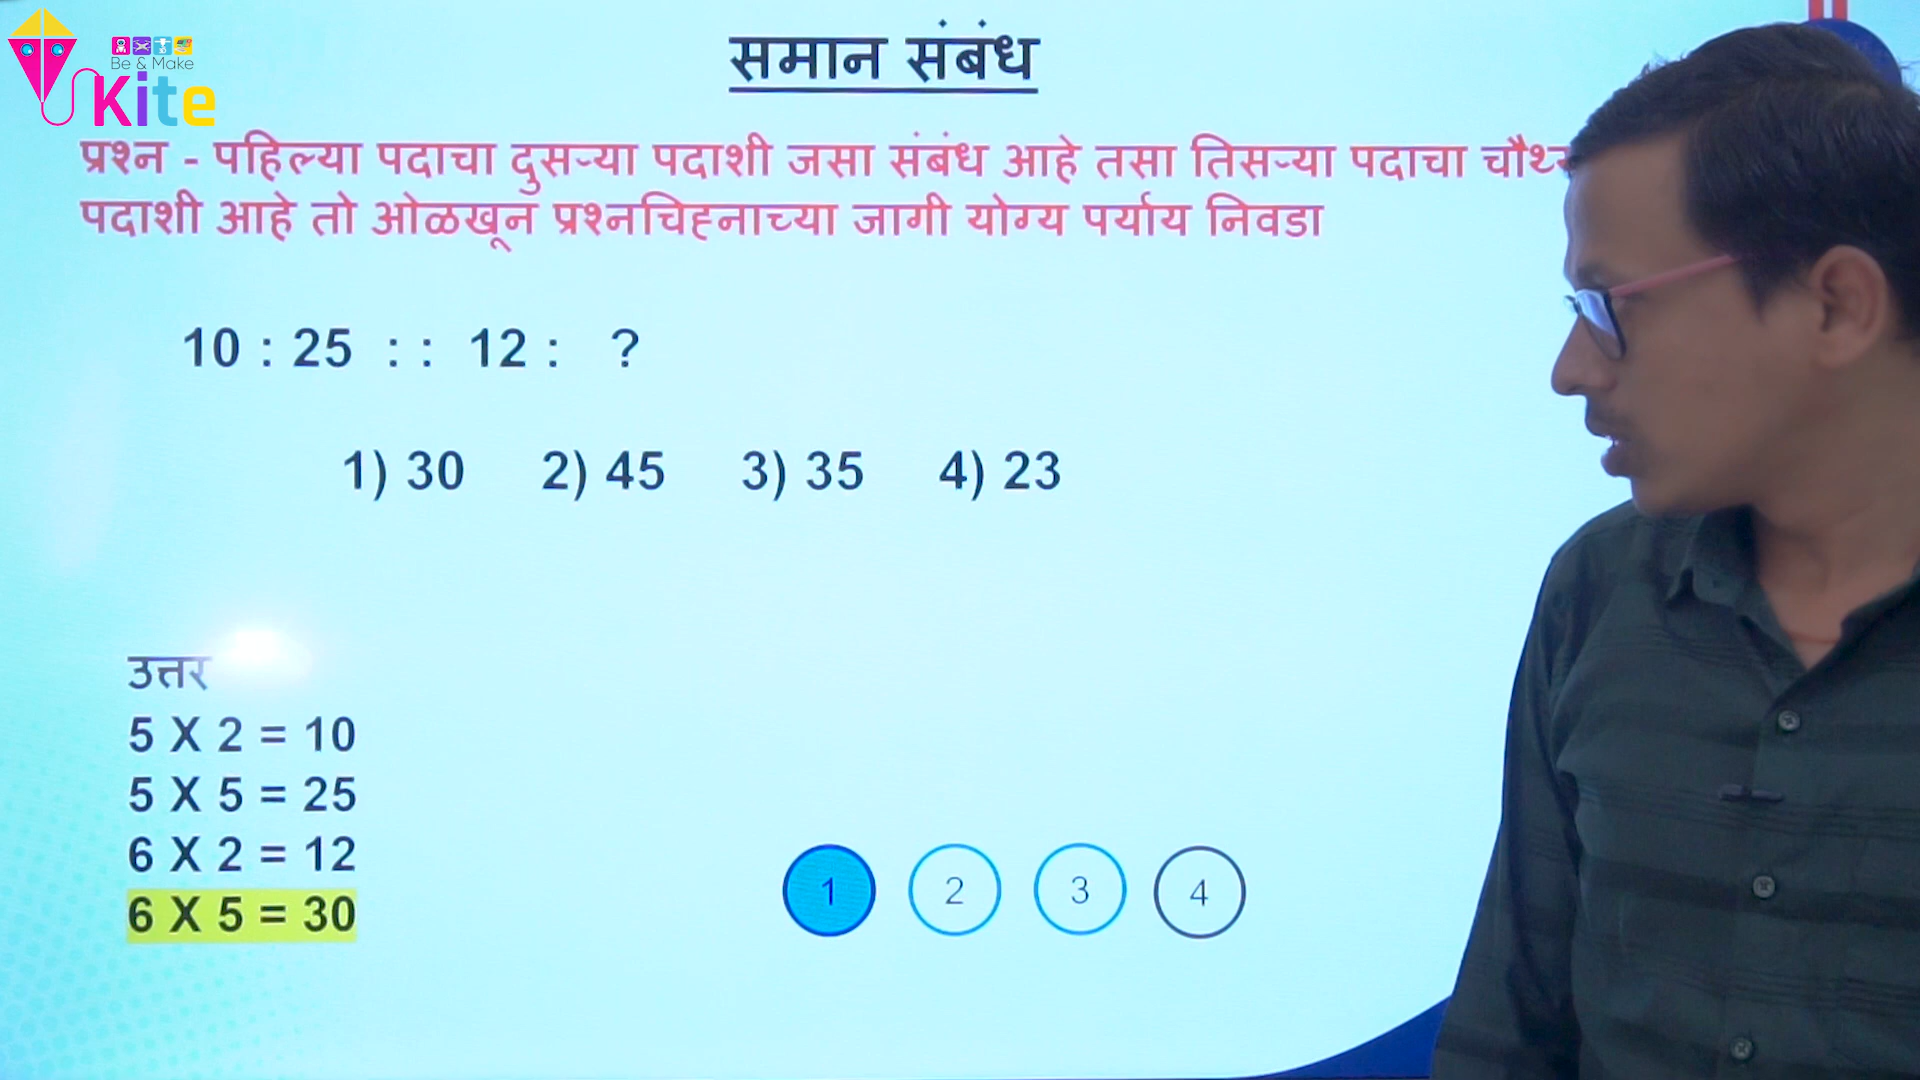 Be & Make
Kite
समान संबंध
प्रश्न - पहिल्या पदाचा दुसऱ्या पदाशी जसा संबंध आहे तसा तिसऱ्या पदाचा
पदाशी आहे तो ओळखून प्रश्नचिह्नाच्या जागी योग्य पर्याय निवडा
10 : 25 : : 12 : ?
1) 30 2) 45 3) 35 4) 23
उत्तर
5 X 2 = 10
5 X 5 = 25
6 X 2 = 12
6 X 5 = 30
1 2 3 4